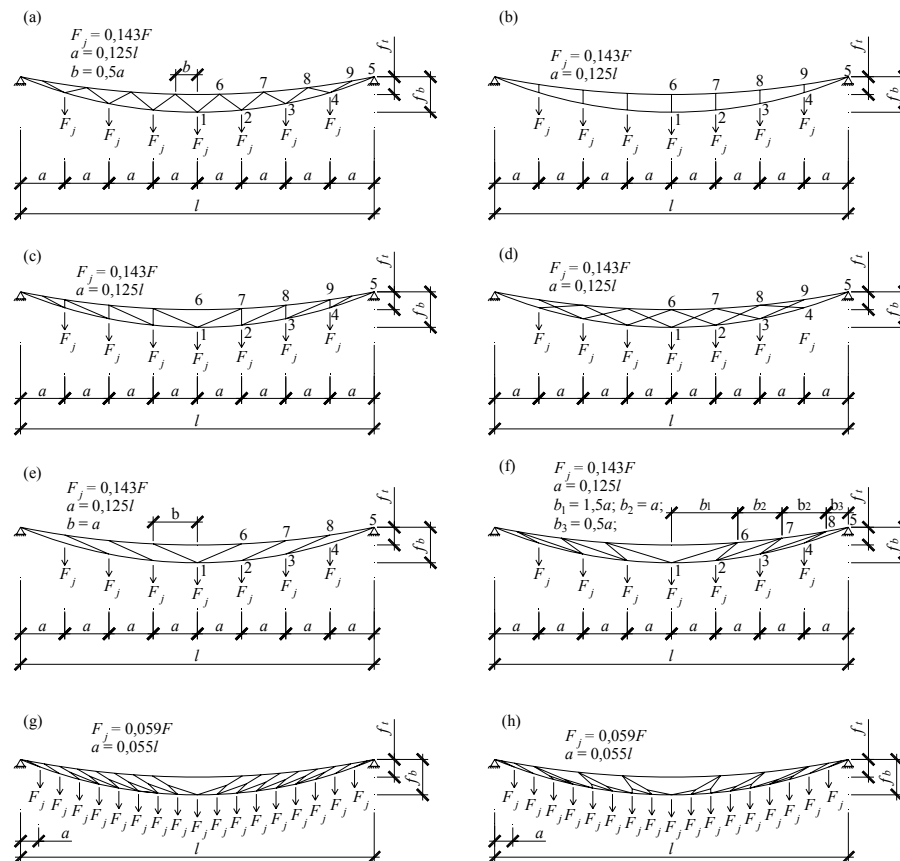 (a)
F_j = 0,143F
a = 0,125l
b = 0,5a
b
6 7 8 9 5
f_t
f_b
1 2 3 4
F_j F_j F_j F_j F_j F_j F_j
a a a a a a a a
l
(b)
F_j = 0,143F
a = 0,125l
6 7 8 9 5
f_t
f_b
1 2 3 4
F_j F_j F_j F_j F_j F_j F_j
a a a a a a a a
l
(c)
F_j = 0,143F
a = 0,125l
6 7 8 9 5
f_t
f_b
1 2 3 4
F_j F_j F_j F_j F_j F_j F_j
a a a a a a a a
l
(d)
F_j = 0,143F
a = 0,125l
6 7 8 9 5
f_t
f_b
1 2 3 4
F_j F_j F_j F_j F_j F_j F_j
a a a a a a a a
l
(e)
F_j = 0,143F
a = 0,125l
b = a
b
6 7 8 5
f_t
f_b
1 2 3 4
F_j F_j F_j F_j F_j F_j F_j
a a a a a a a a
l
(f)
F_j = 0,143F
a = 0,125l
b_1 = 1,5a; b_2 = a;
b_3 = 0,5a;
b_1 b_2 b_2 b_3
6 7 8 5
f_t
f_b
1 2 3 4
F_j F_j F_j F_j F_j F_j F_j
a a a a a a a a
l
(g)
F_j = 0,059F
a = 0,055l
f_t
f_b
F_j F_j F_j F_j F_j F_j F_j F_j F_j F_j F_j F_j F_j F_j F_j F_j F_j
a
l
(h)
F_j = 0,059F
a = 0,055l
f_t
f_b
F_j F_j F_j F_j F_j F_j F_j F_j F_j F_j F_j F_j F_j F_j F_j F_j F_j
a
l